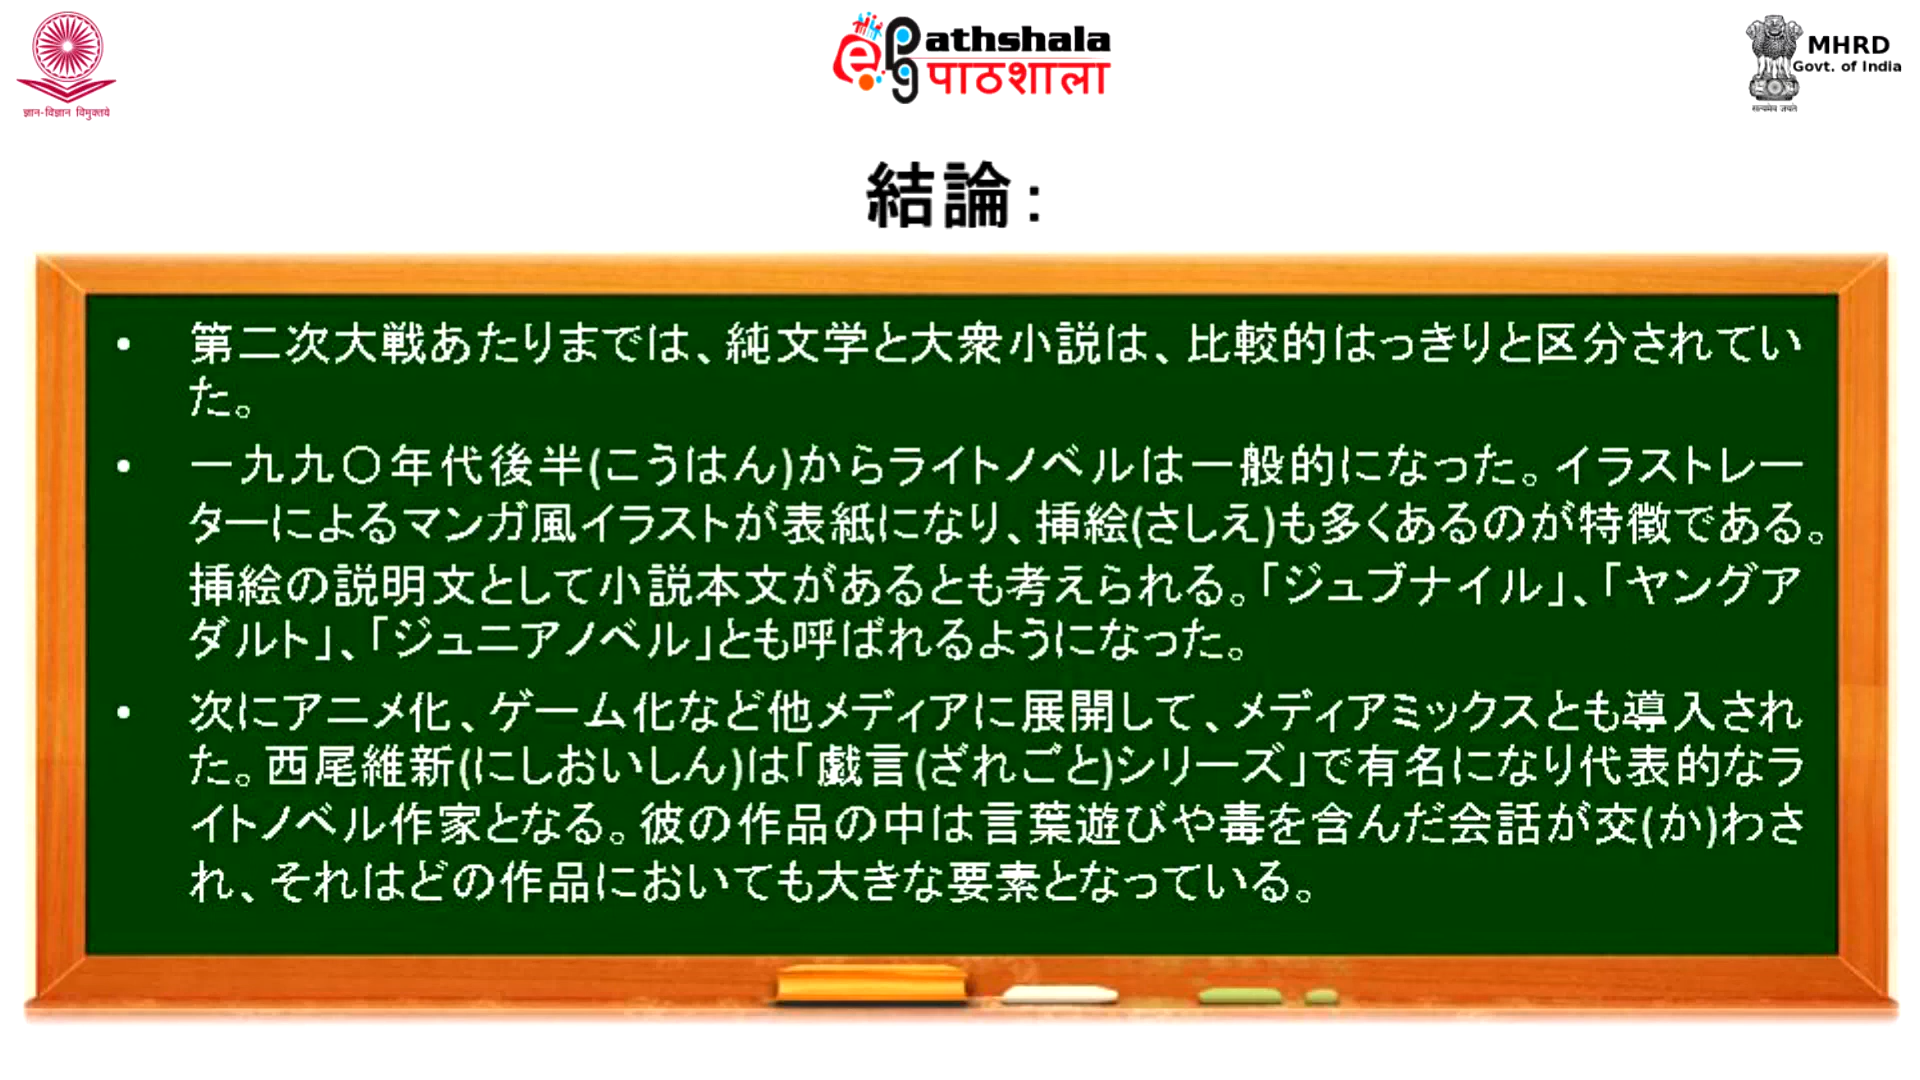 ज्ञान-विज्ञान विमुक्तये
ePG Pathshala
पाठशाला
MHRD
Govt. of India
सत्यमेव जयते
結論：
• 第二次大戦あたりまでは、純文学と大衆小説は、比較的はっきりと区分されてい
た。
• 一九九〇年代後半(こうはん)からライトノベルは一般的になった。イラストレー
ターによるマンガ風イラストが表紙になり、挿絵(さしえ)も多くあるのが特徴である。
挿絵の説明文として小説本文があるとも考えられる。「ジュブナイル」、「ヤングア
ダルト」、「ジュニアノベル」とも呼ばれるようになった。
• 次にアニメ化、ゲーム化など他メディアに展開して、メディアミックスとも導入され
た。西尾維新(にしおいしん)は「戯言(ざれごと)シリーズ」で有名になり代表的なラ
イトノベル作家となる。彼の作品の中は言葉遊びや毒を含んだ会話が交(か)わさ
れ、それはどの作品においても大きな要素となっている。